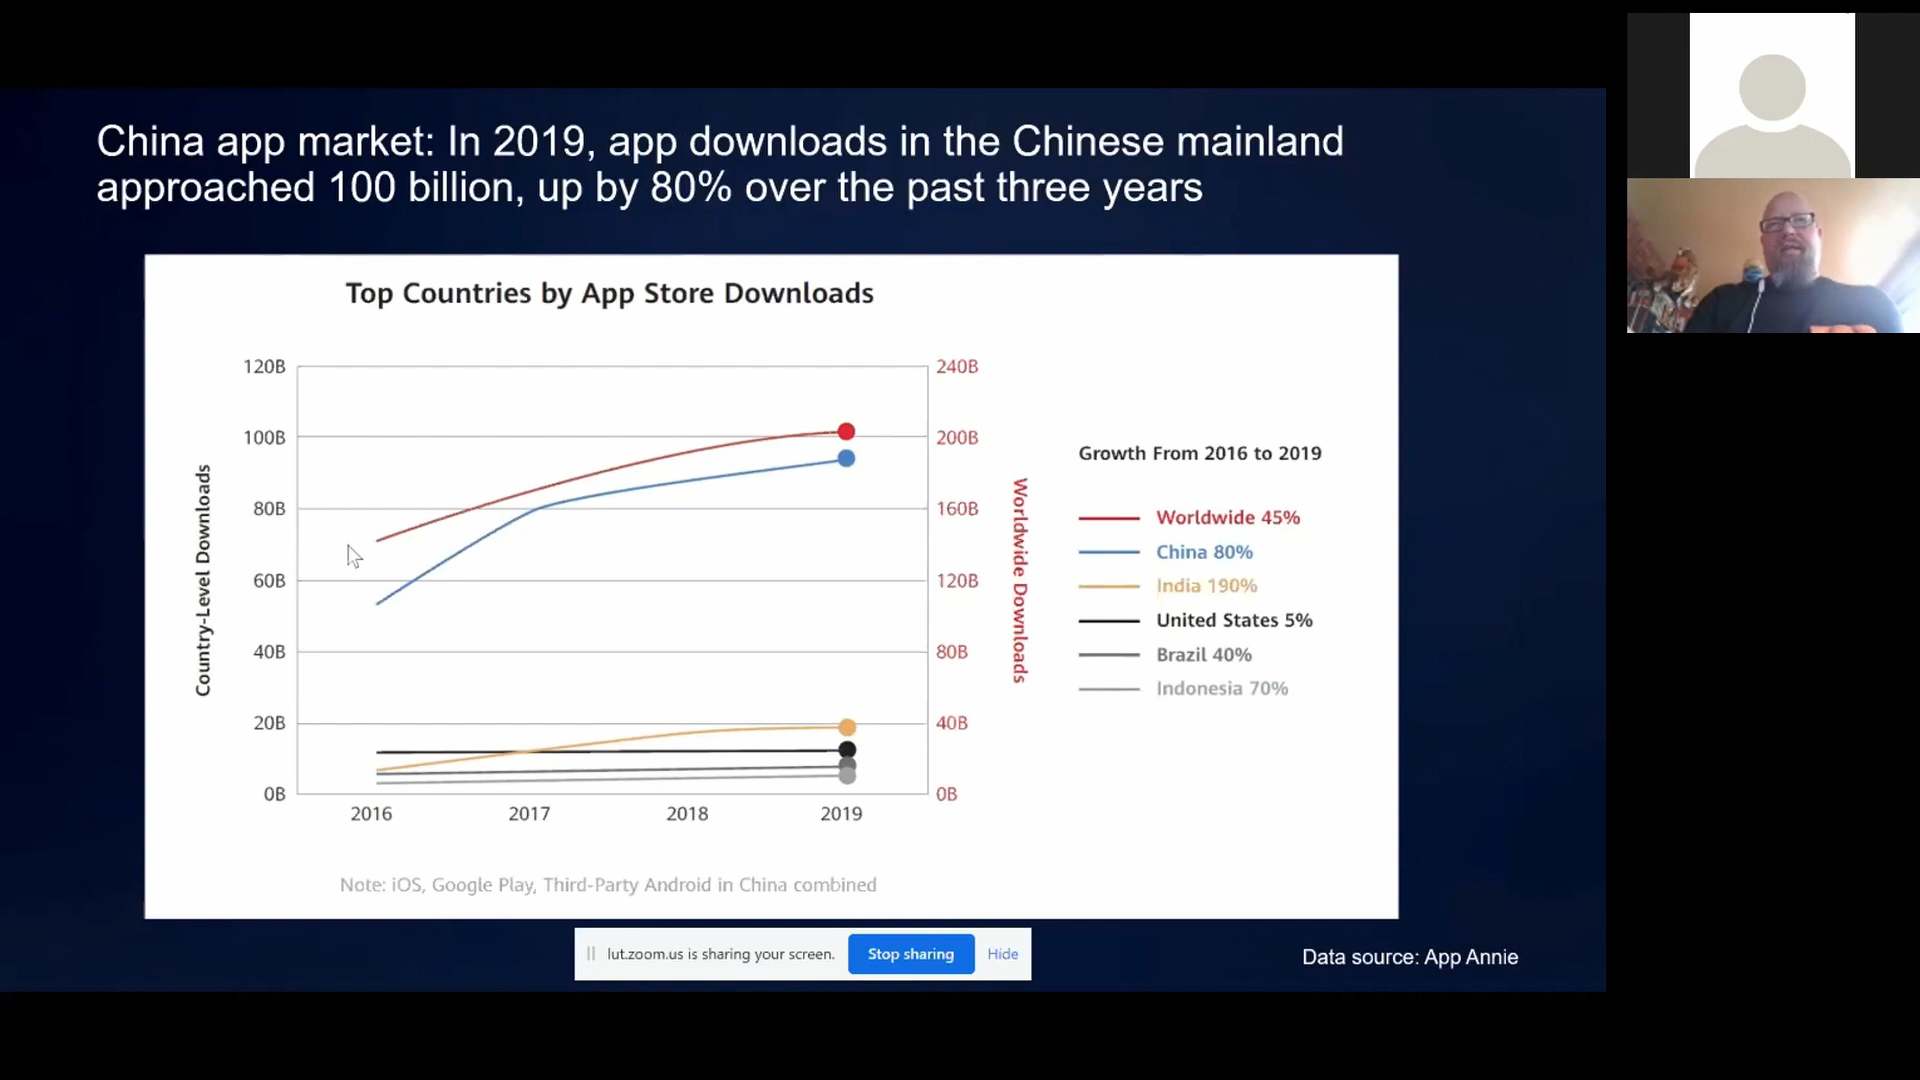 China app market: In 2019, app downloads in the Chinese mainland
approached 100 billion, up by 80% over the past three years
Top Countries by App Store Downloads
120B
100B
80B
60B
40B
20B
0B
Country-Level Downloads
240B
200B
160B
120B
80B
40B
0B
Worldwide Downloads
2016 2017 2018 2019
Growth From 2016 to 2019
Worldwide 45%
China 80%
India 190%
United States 5%
Brazil 40%
Indonesia 70%
Note: iOS, Google Play, Third-Party Android in China combined
lut.zoom.us is sharing your screen. Stop sharing Hide
Data source: App Annie